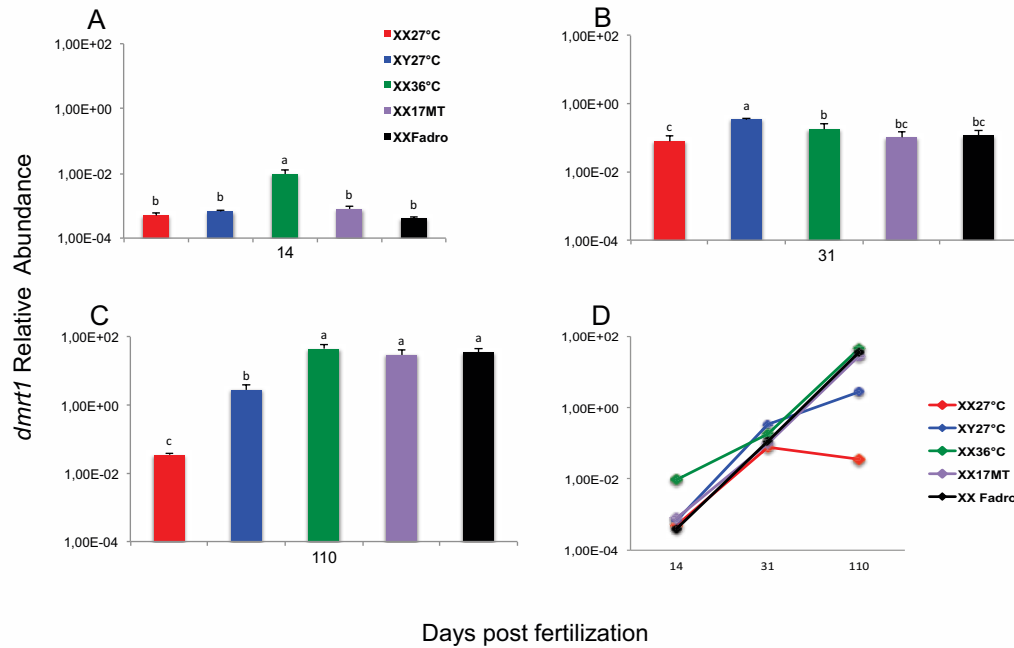 dmrt1 Relative Abundance
A
1,00E+02
1,00E+00
1,00E-02
1,00E-04
b
b
a
b
b
14
XX27°C
XY27°C
XX36°C
XX17MT
XXFadro
B
1,00E+02
1,00E+00
1,00E-02
1,00E-04
c
a
b
bc
bc
31
C
1,00E+02
1,00E+00
1,00E-02
1,00E-04
c
b
a
a
a
110
D
1,00E+02
1,00E+00
1,00E-02
1,00E-04
14
31
110
XX27°C
XY27°C
XX36°C
XX17MT
XX Fadro
Days post fertilization